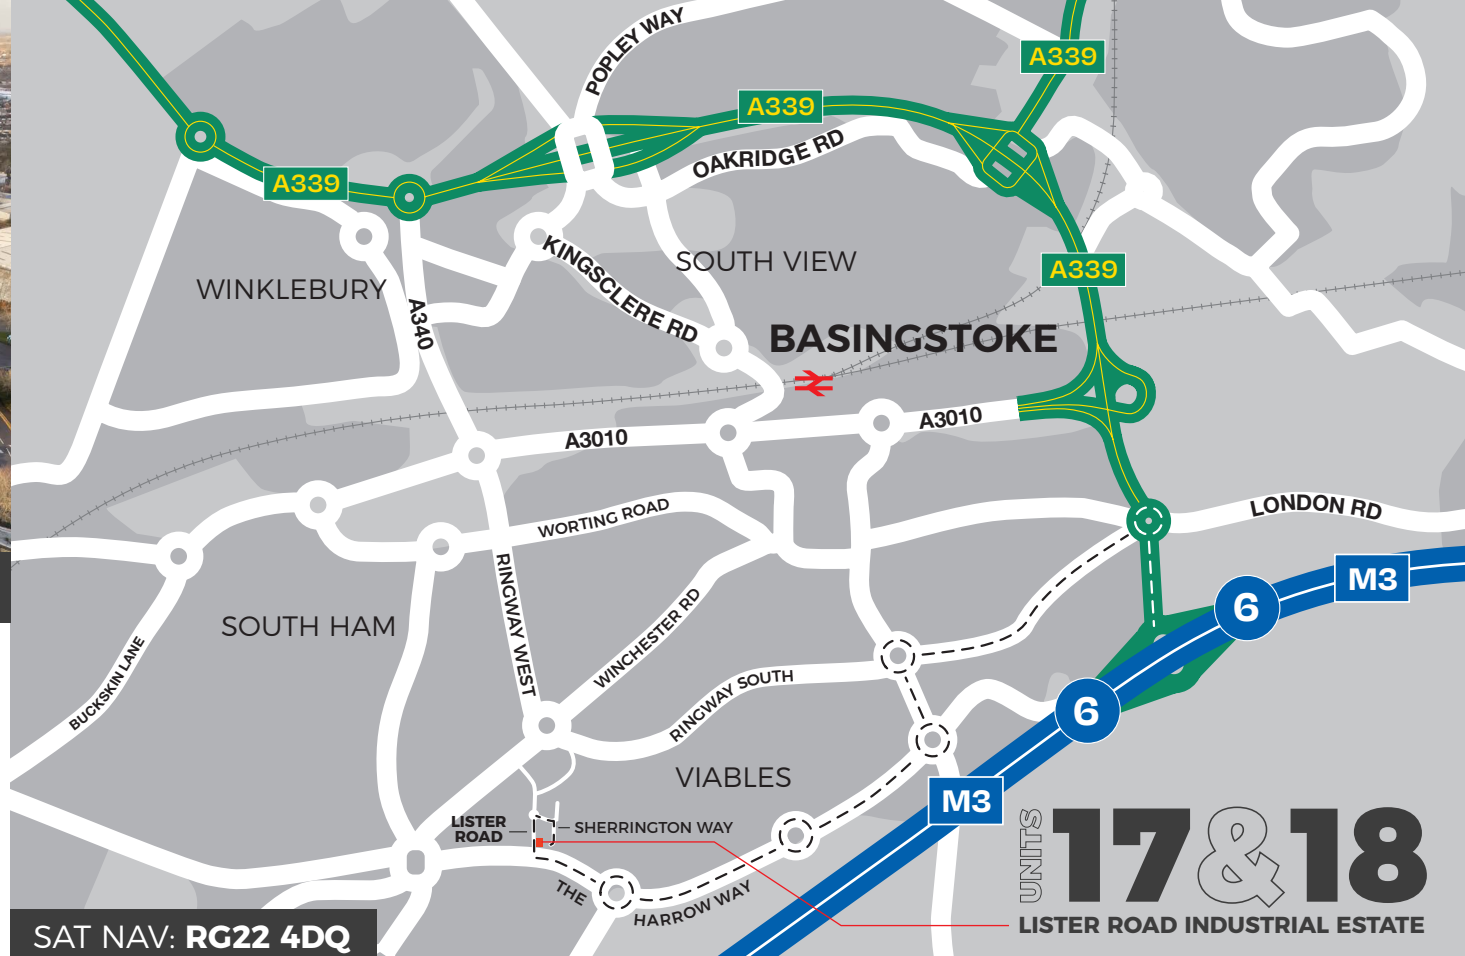 POPLEY WAY
A339
A339
OAKRIDGE RD
A339
KINGSCLERE RD
SOUTH VIEW
A339
WINKLEBURY
A340
BASINGSTOKE
A3010
A3010
WORTING ROAD
LONDON RD
M3
6
RINGWAY WEST
WINCHESTER RD
SOUTH HAM
BUCKSKIN LANE
RINGWAY SOUTH
6
VIABLES
M3
LISTER
ROAD
SHERRINGTON WAY
THE
HARROW WAY
UNITS
17&18
LISTER ROAD INDUSTRIAL ESTATE
SAT NAV: RG22 4DQ